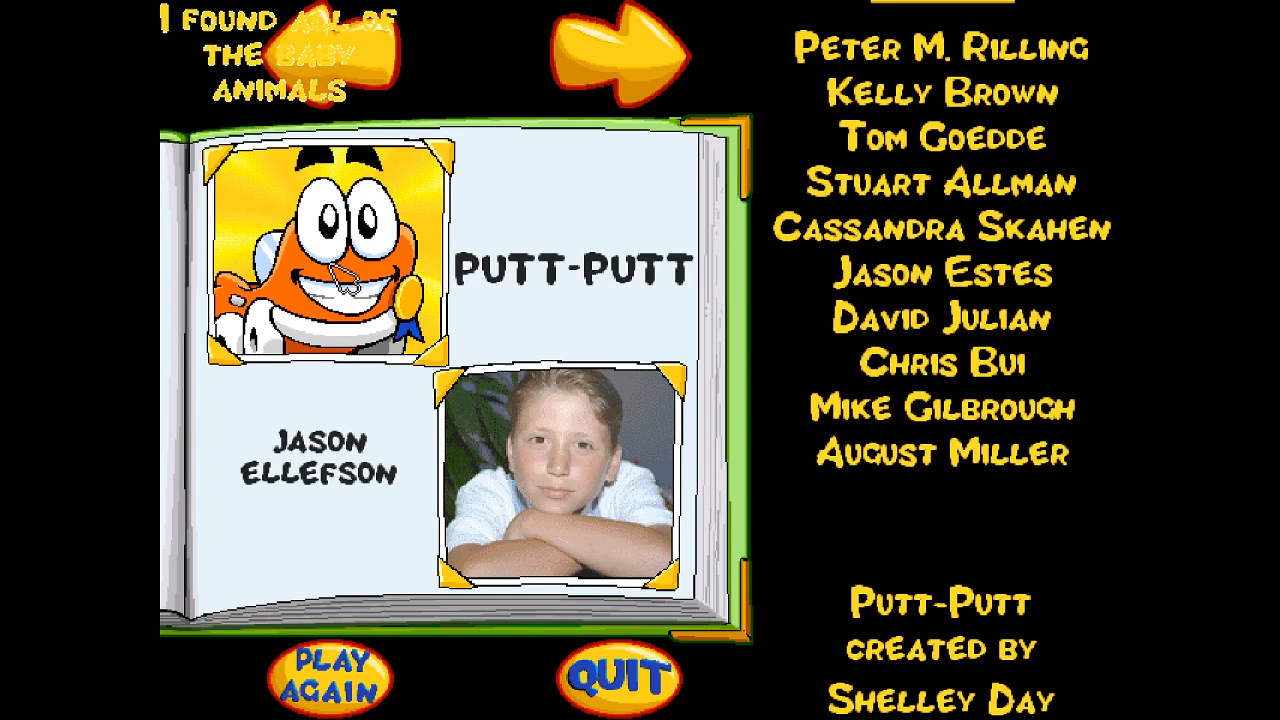 I FOUND ALL OF
THE BABY
ANIMALS
PUTT-PUTT
JASON
ELLEFSON
PLAY
AGAIN
QUIT
PETER M. RILLING
KELLY BROWN
TOM GOEDDE
STUART ALLMAN
CASSANDRA SKAHEN
JASON ESTES
DAVID JULIAN
CHRIS BUI
MIKE GILBROUGH
AUGUST MILLER
PUTT-PUTT
CREATED BY
SHELLEY DAY